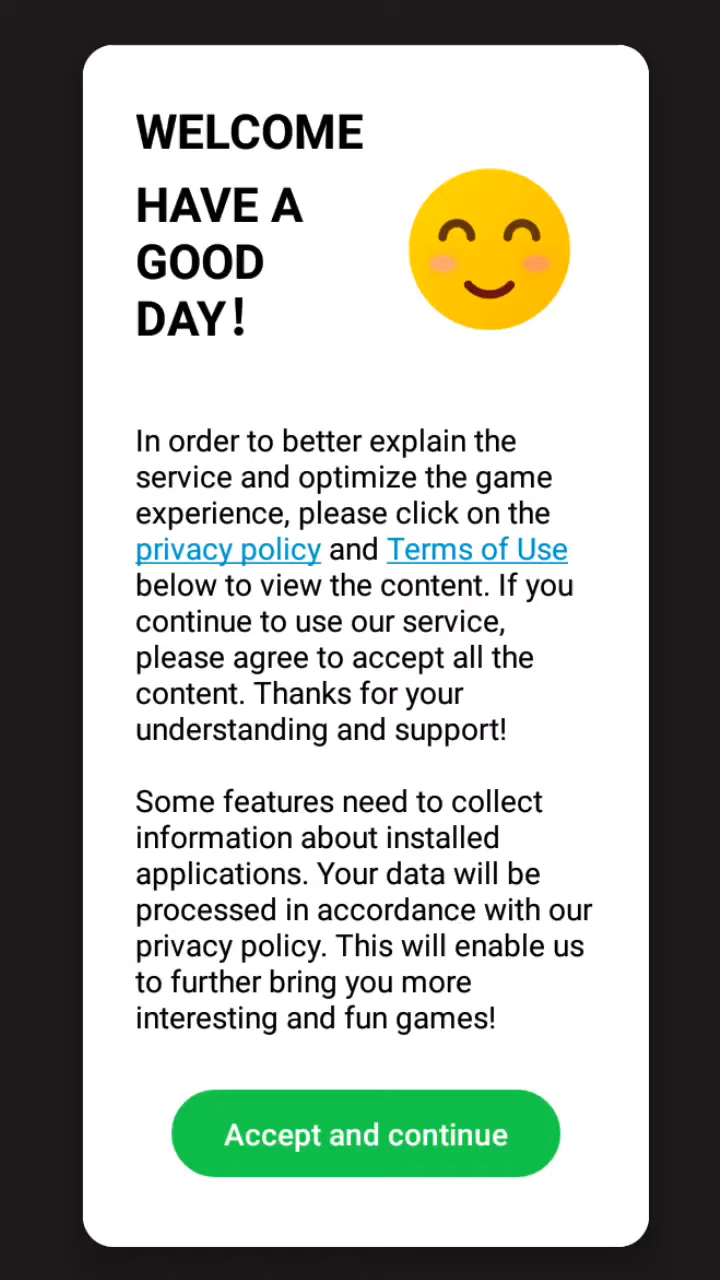 WELCOME
HAVE A
GOOD
DAY!
In order to better explain the
service and optimize the game
experience, please click on the
privacy policy and Terms of Use
below to view the content. If you
continue to use our service,
please agree to accept all the
content. Thanks for your
understanding and support!
Some features need to collect
information about installed
applications. Your data will be
processed in accordance with our
privacy policy. This will enable us
to further bring you more
interesting and fun games!
Accept and continue